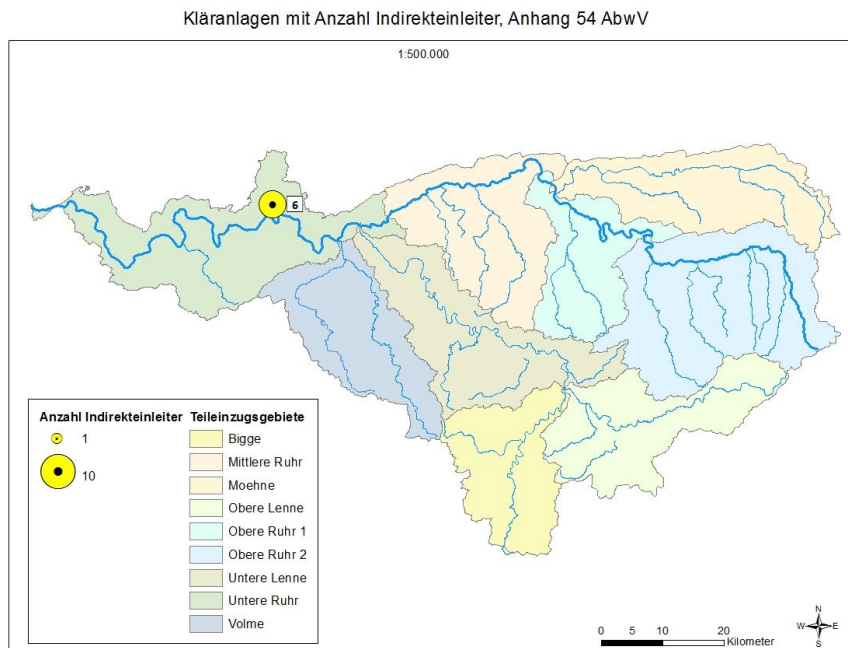 Kläranlagen mit Anzahl Indirekteinleiter, Anhang 54 AbwV
1:500.000
6
Anzahl Indirekteinleiter
1
10
Teileinzugsgebiete
Bigge
Mittlere Ruhr
Moehne
Obere Lenne
Obere Ruhr 1
Obere Ruhr 2
Untere Lenne
Untere Ruhr
Volme
0 5 10 20
Kilometer
N
W E
S